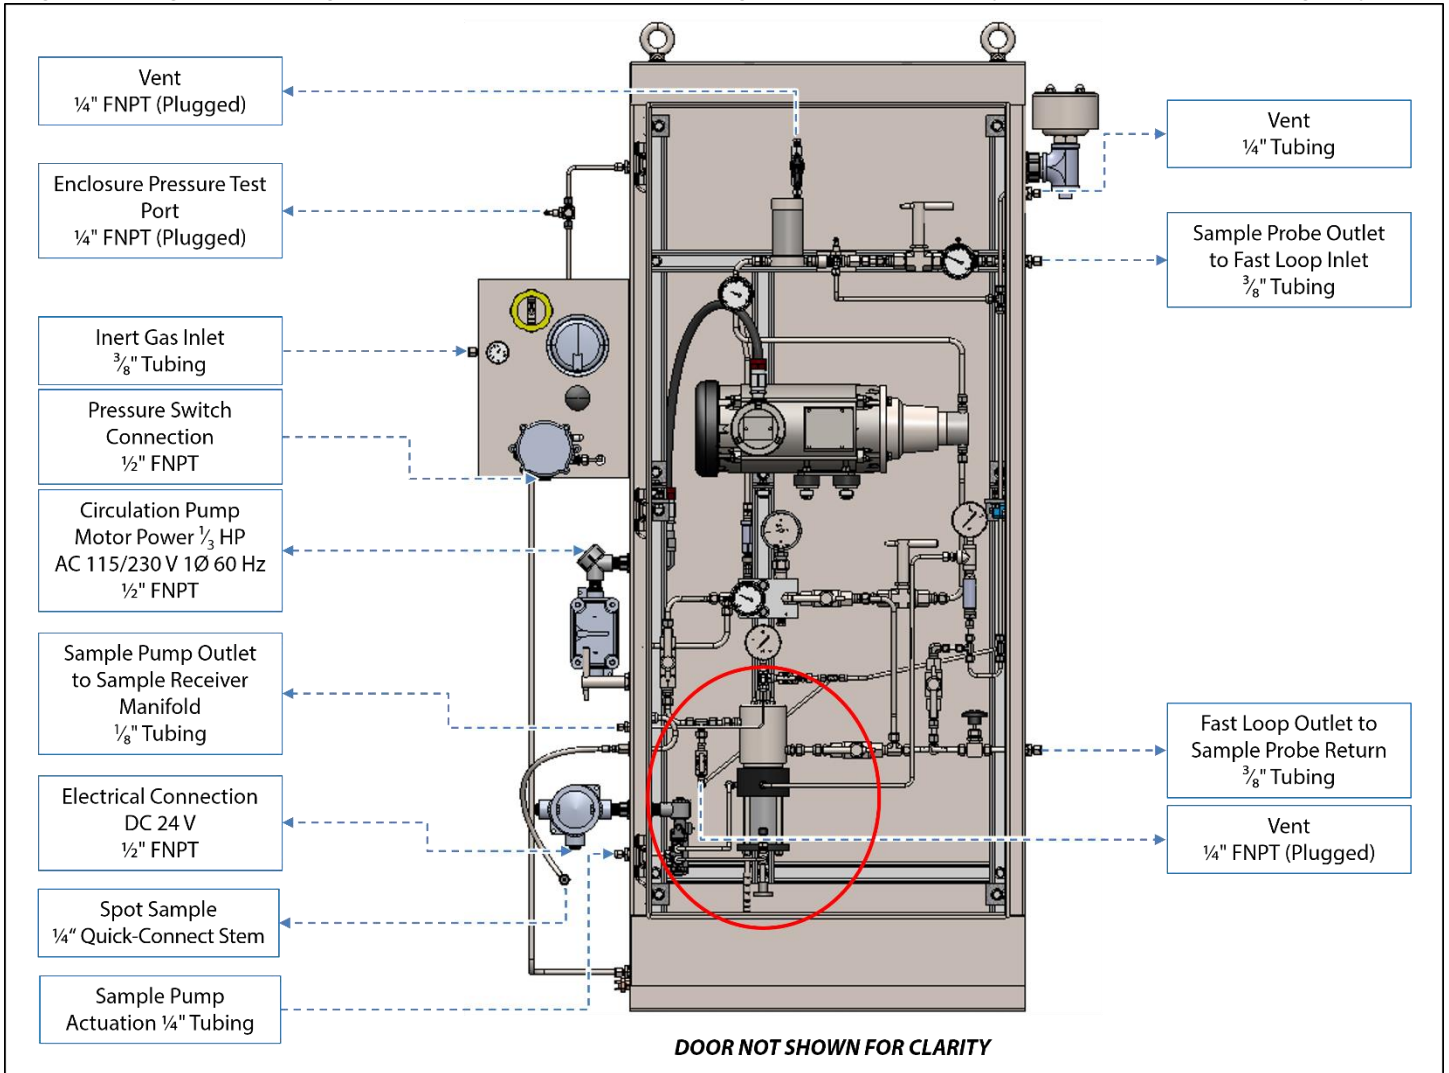 Vent
¼" FNPT (Plugged)
Enclosure Pressure Test
Port
¼" FNPT (Plugged)
Inert Gas Inlet
⅜" Tubing
Pressure Switch
Connection
½" FNPT
Circulation Pump
Motor Power ⅓ HP
AC 115/230 V 1Ø 60 Hz
½" FNPT
Sample Pump Outlet
to Sample Receiver
Manifold
⅛" Tubing
Electrical Connection
DC 24 V
½" FNPT
Spot Sample
¼“ Quick-Connect Stem
Sample Pump
Actuation ¼" Tubing
Vent
¼" Tubing
Sample Probe Outlet
to Fast Loop Inlet
⅜" Tubing
Fast Loop Outlet to
Sample Probe Return
⅜" Tubing
Vent
¼" FNPT (Plugged)
DOOR NOT SHOWN FOR CLARITY